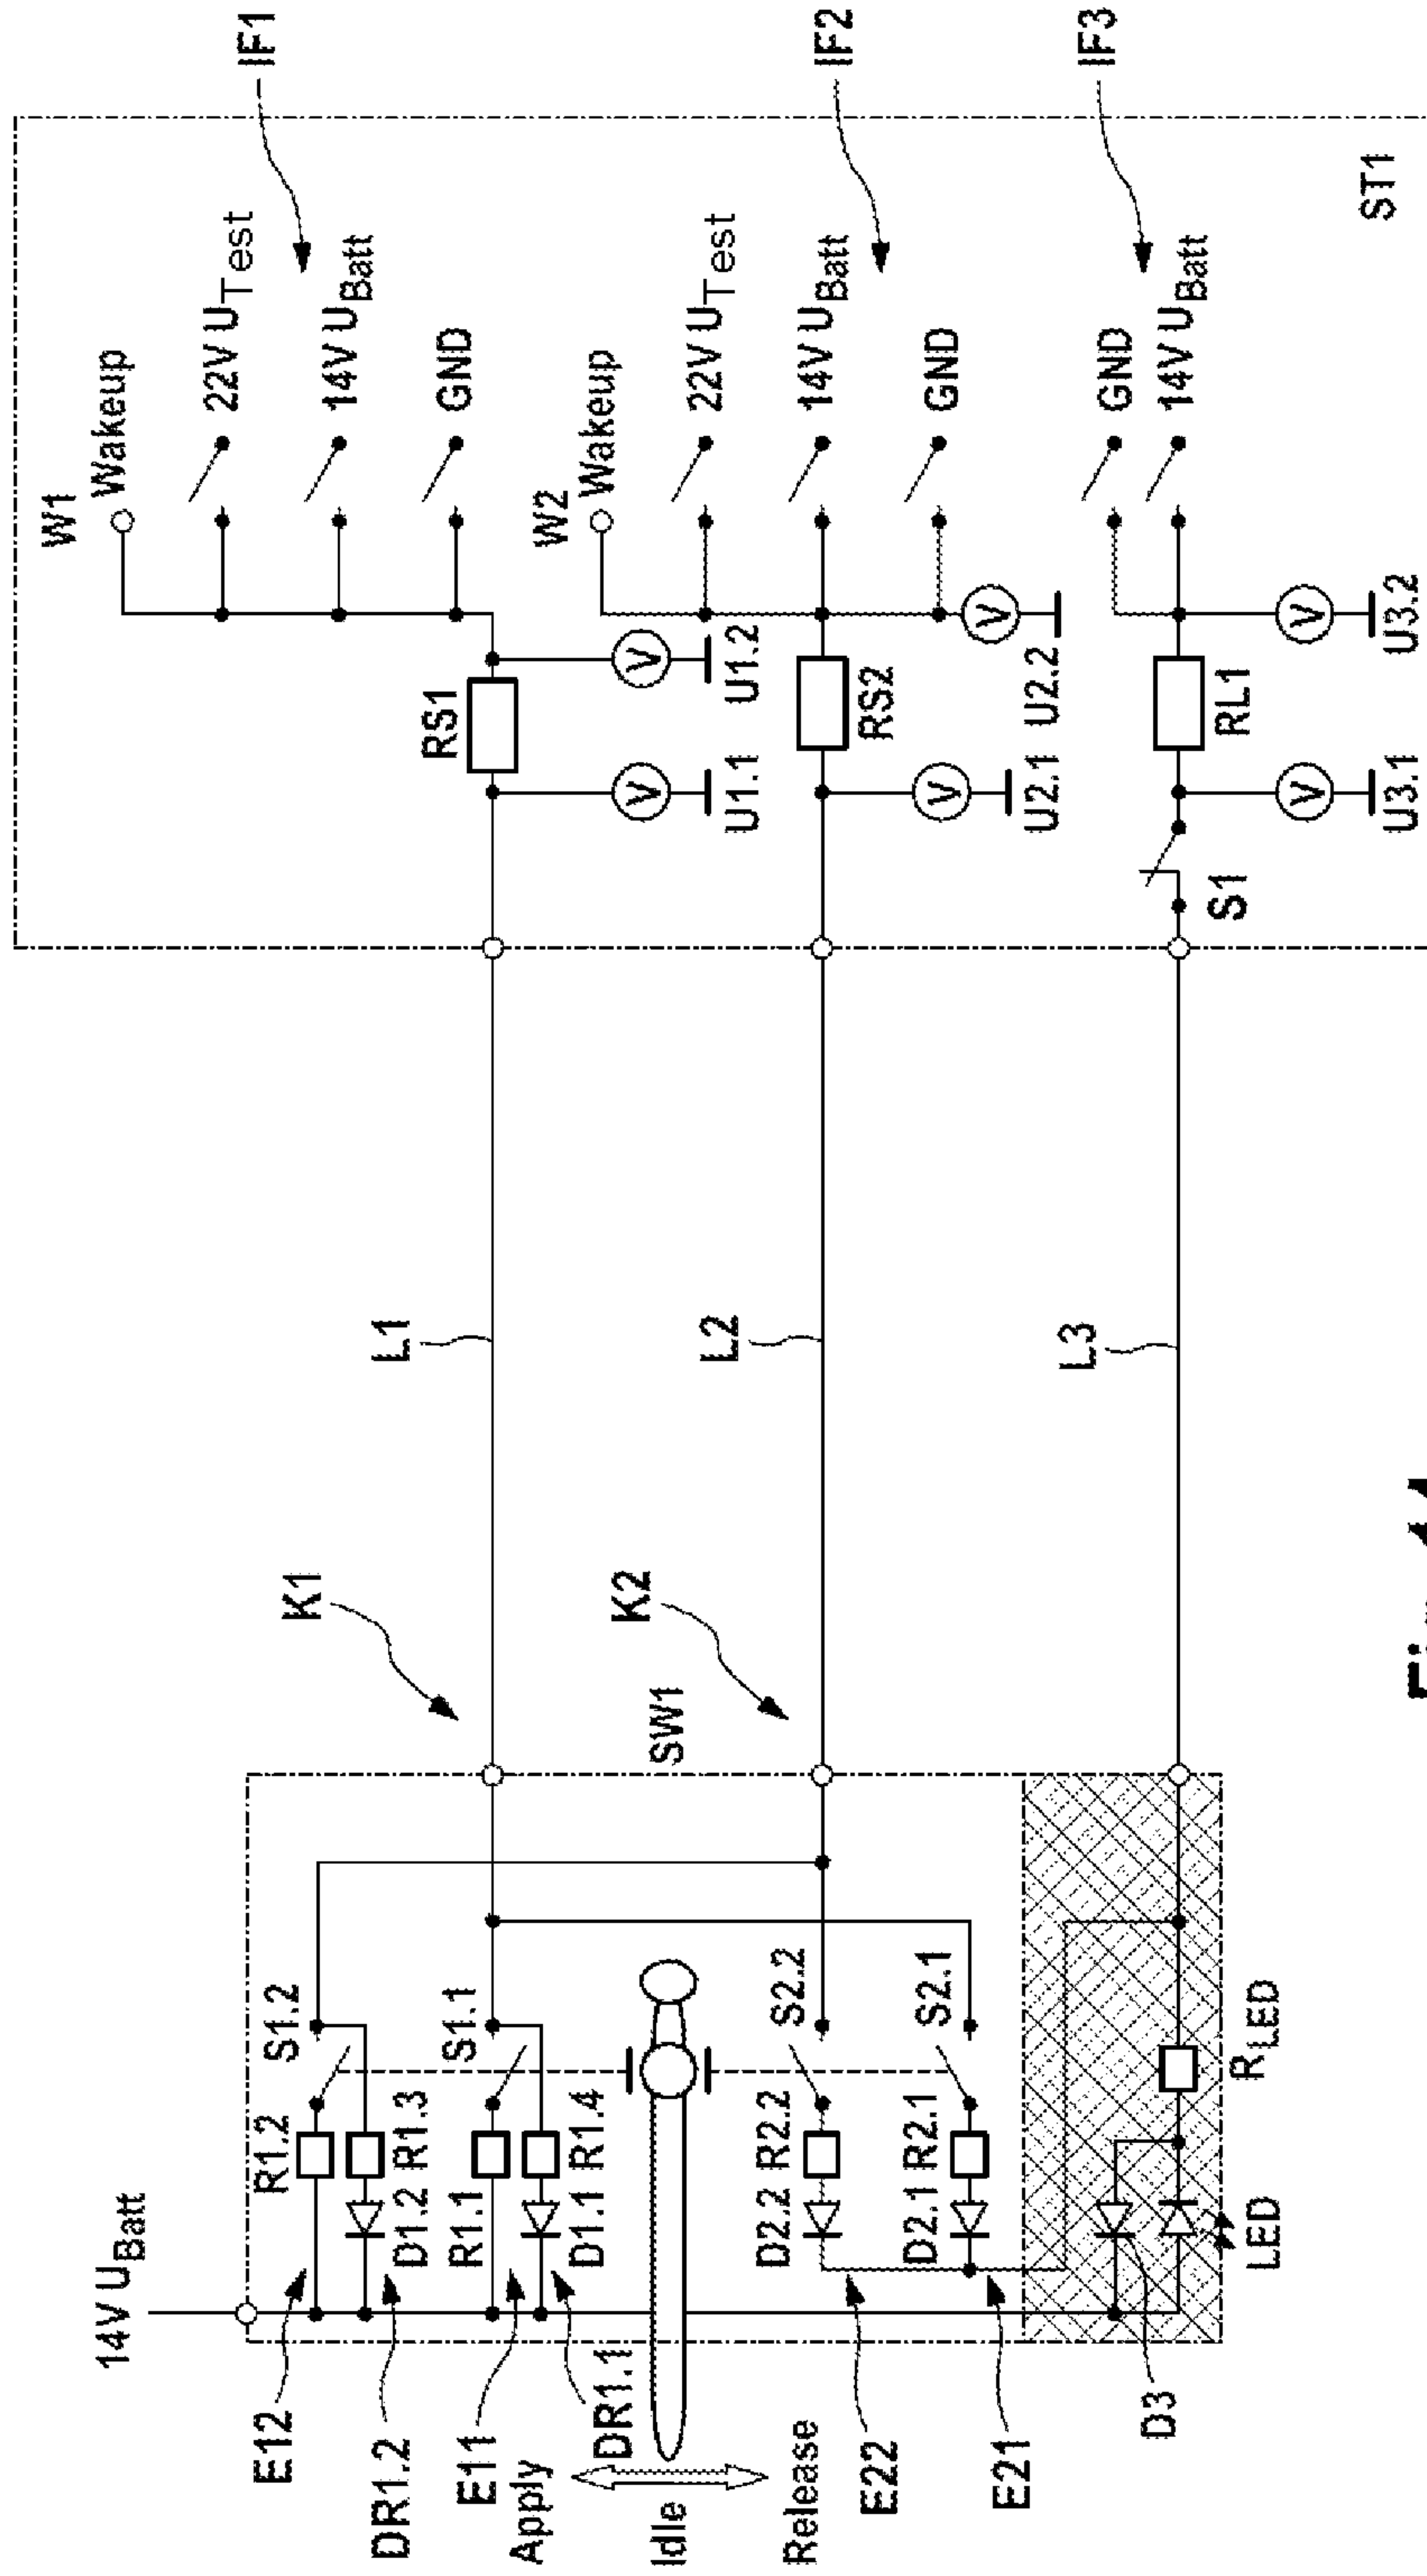 14V UBatt
E12
DR1.2
E11
Apply
DR1.1
Idle
Release
E22
E21
D3
R1.2
S1.2
D1.2 R1.3
R1.1
S1.1
D1.1 R1.4
D2.2 R2.2
S2.2
D2.1 R2.1
S2.1
LED
RLED
SW1
K1
K2
L1
L2
L3
W1
Wakeup
22V UTest
14V UBatt
GND
IF1
RS1
U1.1
U1.2
W2
Wakeup
22V UTest
14V UBatt
GND
IF2
RS2
U2.1
U2.2
GND
14V UBatt
IF3
S1
RL1
U3.1
U3.2
V
V
V
V
V
V
ST1